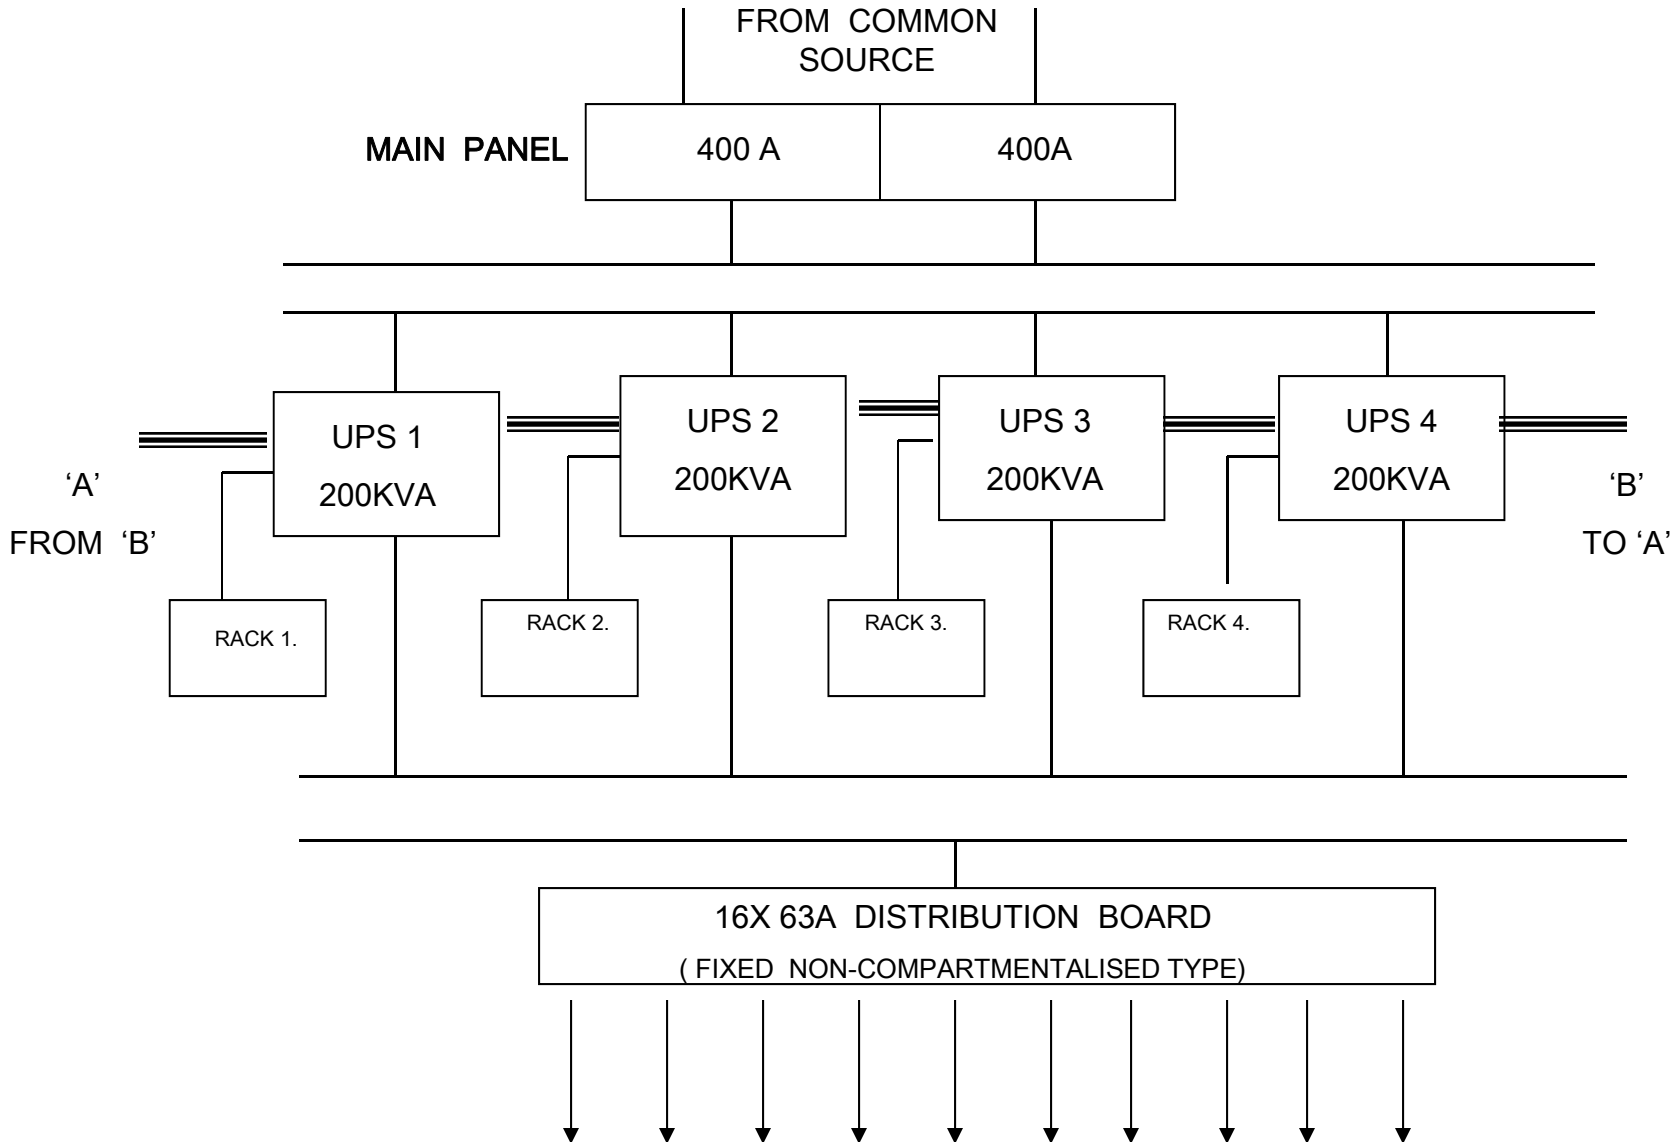 FROM COMMON
SOURCE
MAIN PANEL
400 A
400A
UPS 1
200KVA
UPS 2
200KVA
UPS 3
200KVA
UPS 4
200KVA
‘A’
FROM ‘B’
‘B’
TO ‘A’
RACK 1.
RACK 2.
RACK 3.
RACK 4.
16X 63A DISTRIBUTION BOARD
( FIXED NON-COMPARTMENTALISED TYPE)